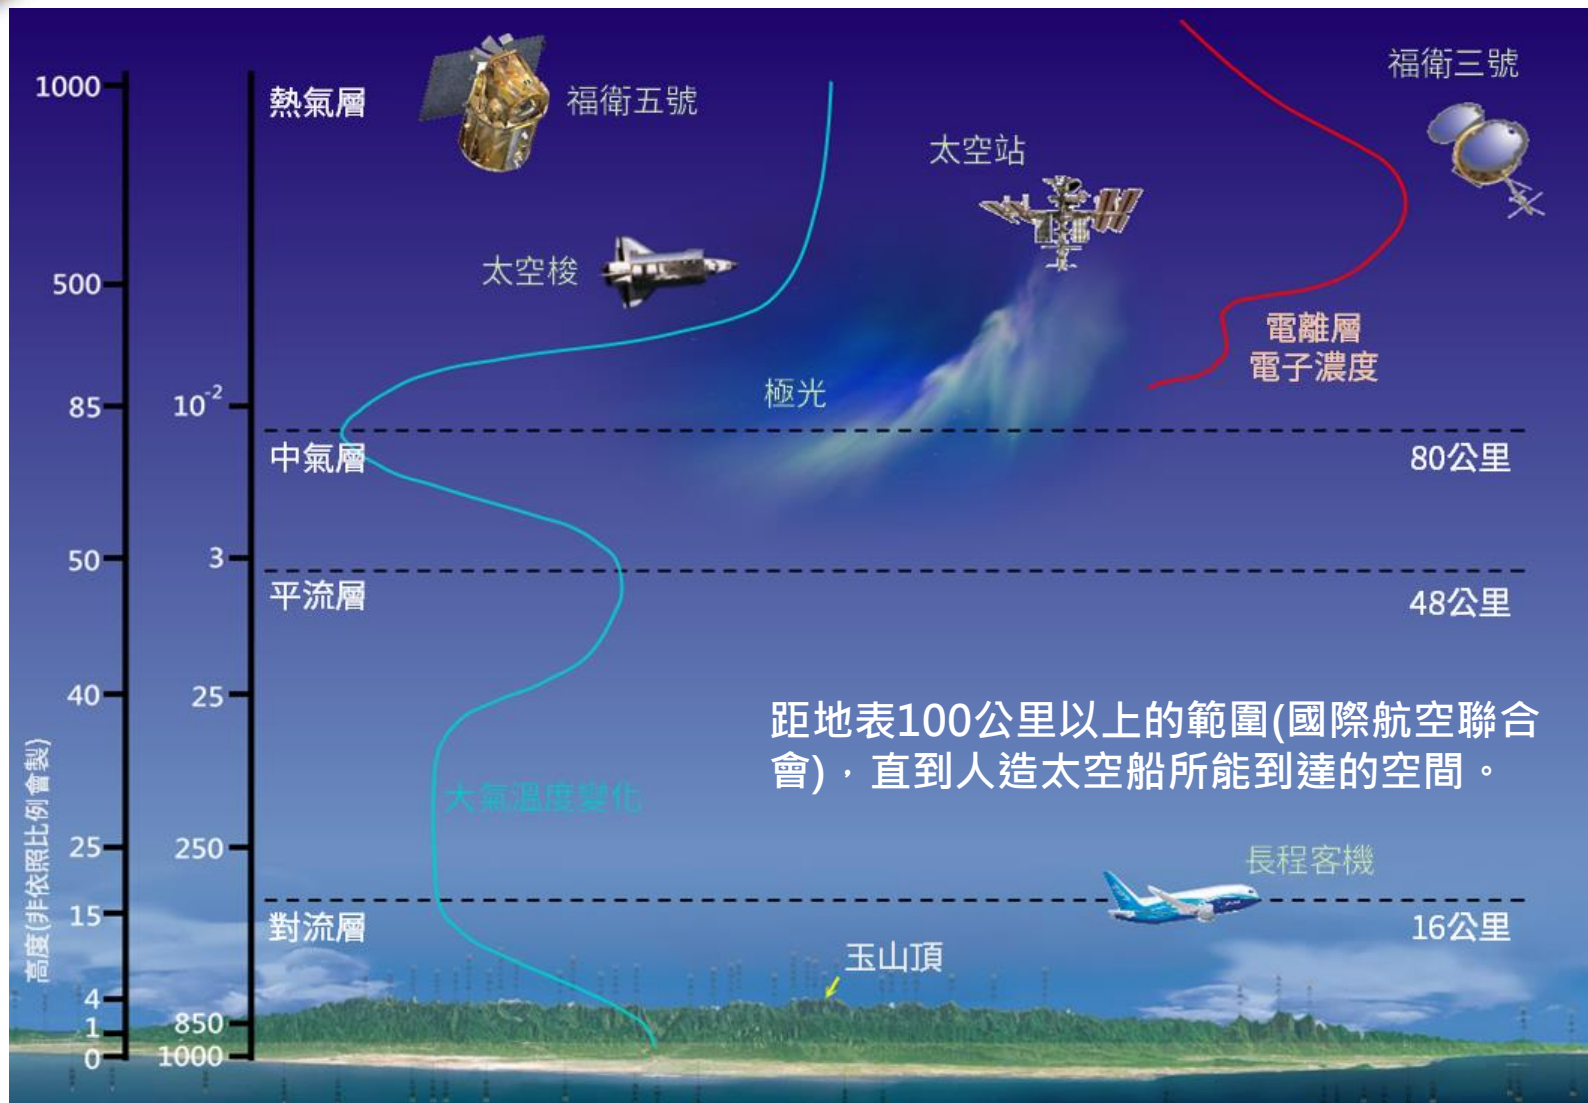 福衛三號
1000
熱氣層
福衛五號
太空站
太空梭
500
電離層
電子濃度
極光
85
10-2
中氣層
80公里
50
3
平流層
48公里
40
25
距地表100公里以上的範圍(國際航空聯合
會)，直到人造太空船所能到達的空間。
大氣溫度變化
高度(非依照比例會製)
25
250
長程客機
15
對流層
16公里
玉山頂
4
850
1
0
1000